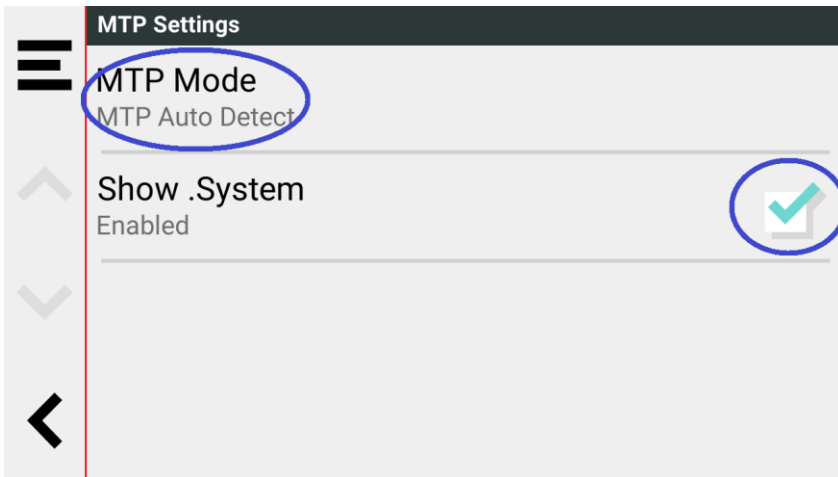 MTP Settings
MTP Mode
MTP Auto Detect
Show .System
Enabled